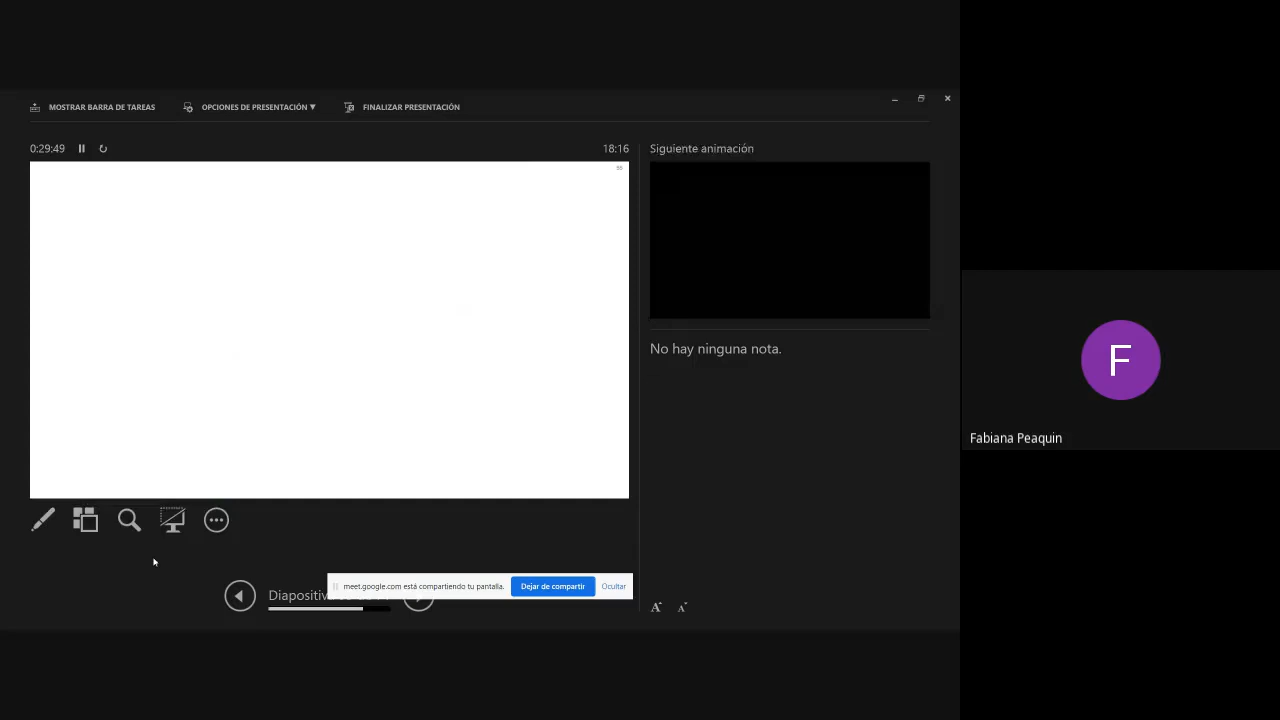 MOSTRAR BARRA DE TAREAS OPCIONES DE PRESENTACIÓN ▼ FINALIZAR PRESENTACIÓN
0:29:49 18:16
Siguiente animación
No hay ninguna nota.
F
Fabiana Peaquin
meet.google.com está compartiendo tu pantalla. Dejar de compartir Ocultar
A A